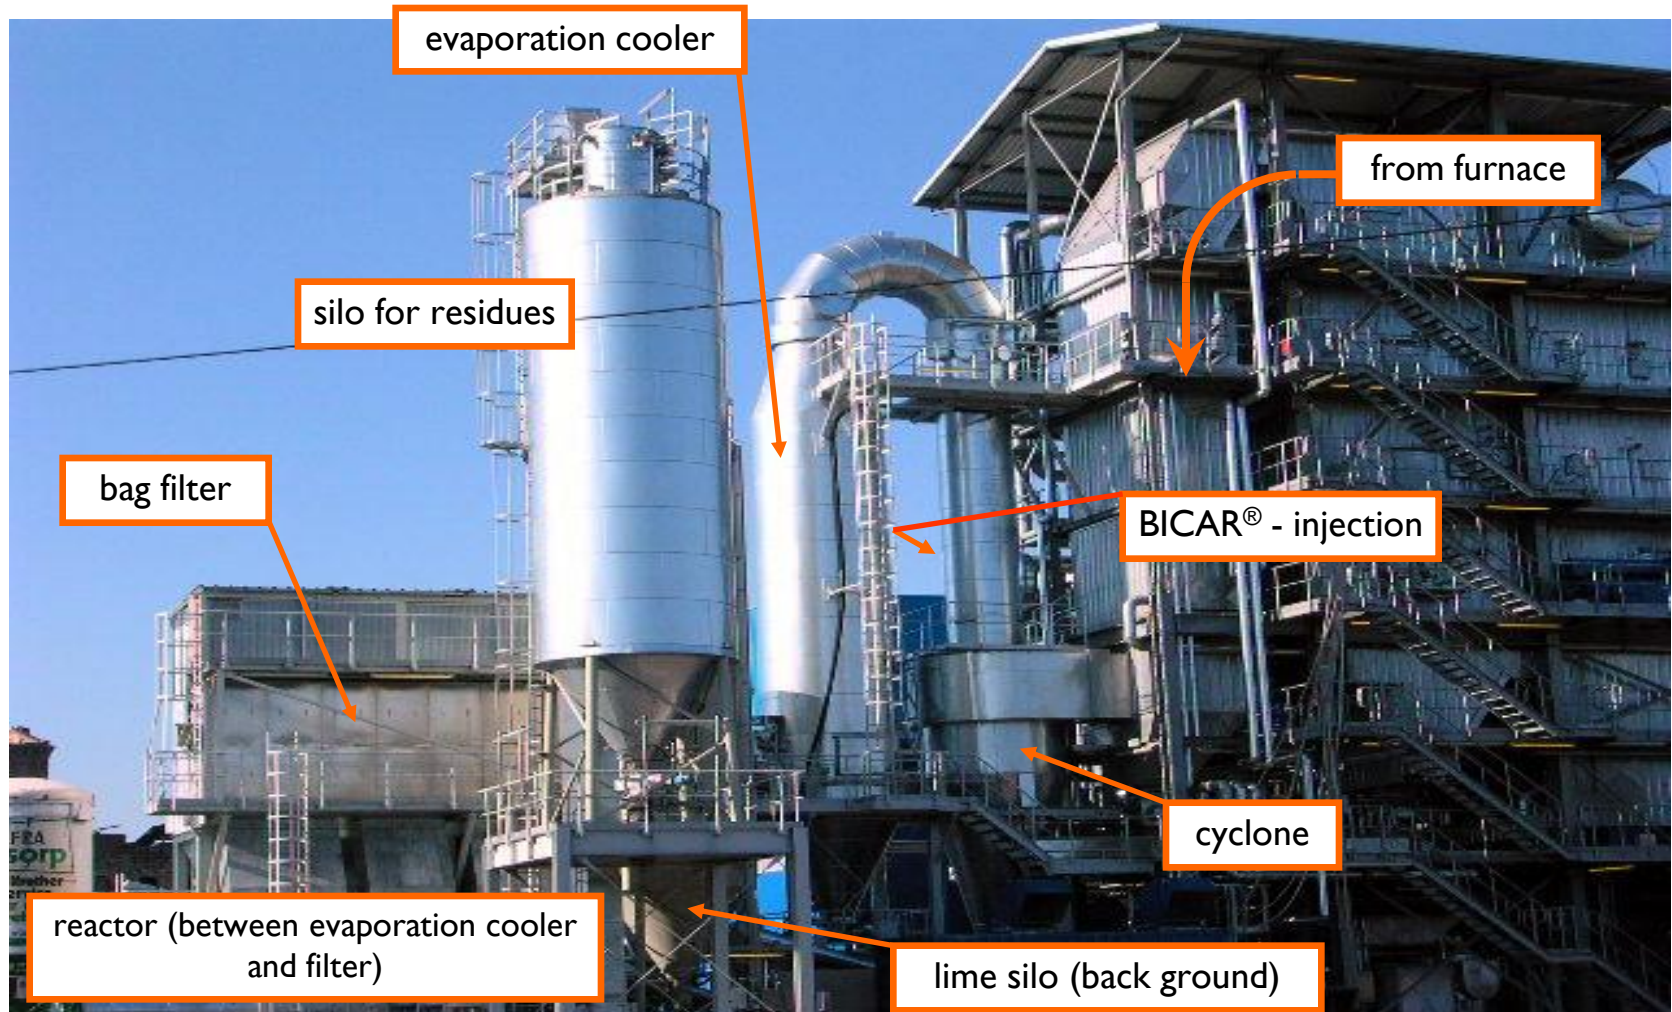 evaporation cooler
from furnace
silo for residues
bag filter
BICAR® - injection
cyclone
reactor (between evaporation cooler
and filter)
lime silo (back ground)
sorp